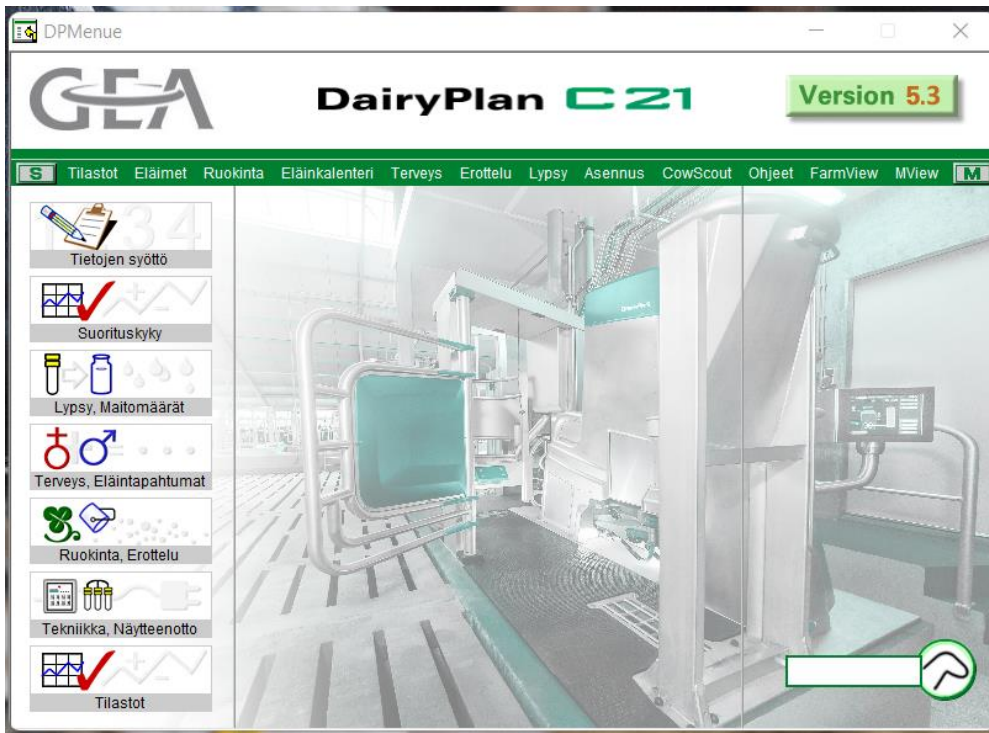 DPMenue
GEA
DairyPlan C21
Version 5.3
S Tilastot Eläimet Ruokinta Eläinkalenteri Terveys Erottelu Lypsy Asennus CowScout Ohjeet FarmView MView M
Tietojen syöttö
Suorituskyky
Lypsy, Maitomäärät
Terveys, Eläintapahtumat
Ruokinta, Erottelu
Tekniikka, Näytteenotto
Tilastot